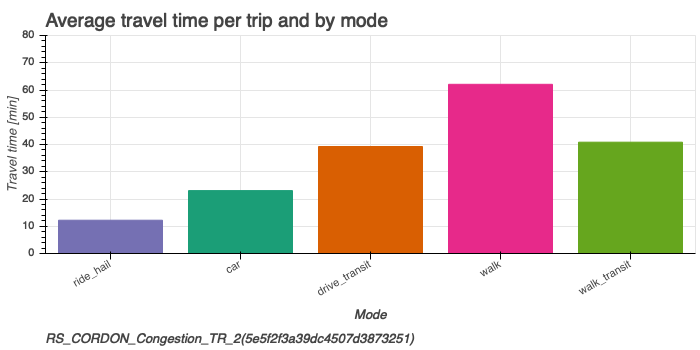 Average travel time per trip and by mode
80
70
60
50
40
30
20
10
0
Travel time [min]
ride_hail
car
drive_transit
walk
walk_transit
Mode
RS_CORDON_Congestion_TR_2(5e5f2f3a39dc4507d3873251)